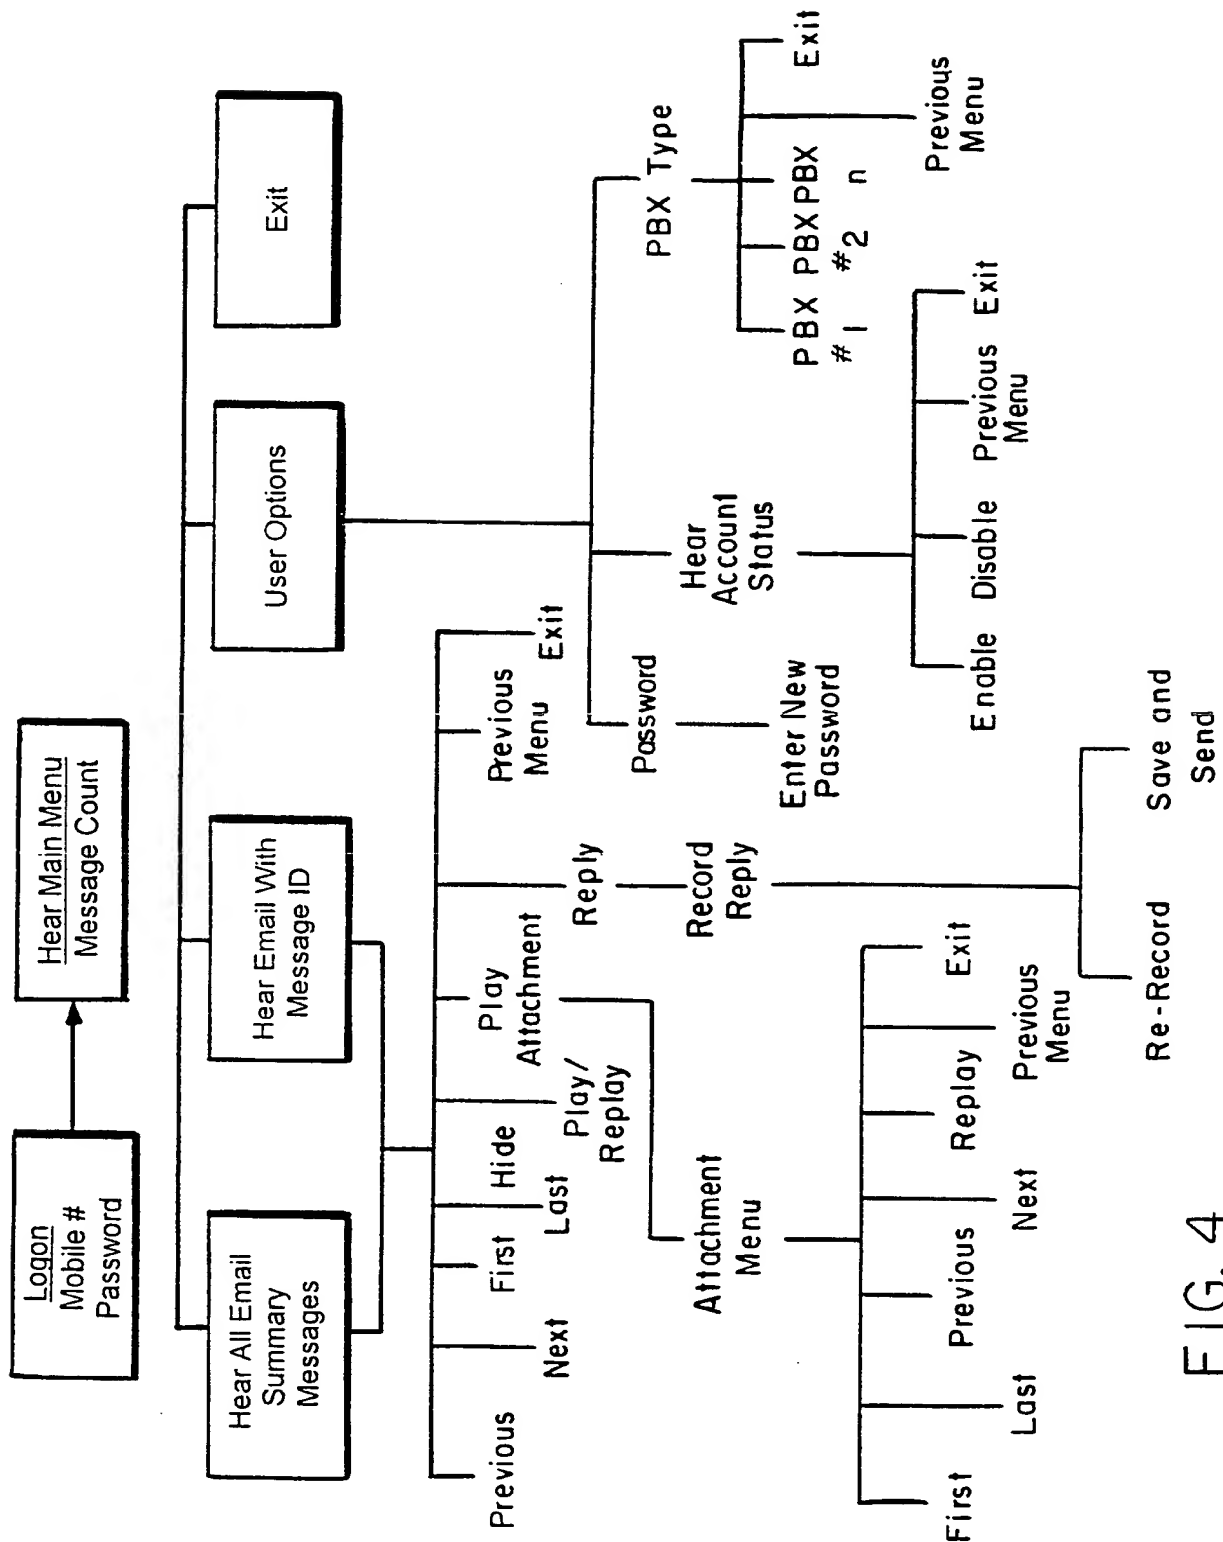 Logon
Mobile #
Password
Hear Main Menu
Message Count
Hear All Email
Summary
Messages
Hear Email With
Message ID
User Options
Exit
Previous
Next
First
Last
Hide
Play/
Replay
Play
Attachment
Reply
Previous
Menu
Exit
Record
Reply
Re-Record
Save and
Send
Attachment
Menu
First
Last
Previous
Next
Replay
Previous
Menu
Exit
Password
Enter New
Password
Hear
Account
Status
Enable
Disable
Previous
Menu
Exit
PBX Type
PBX
# 1
PBX
#2
PBX
n
Previous
Menu
Exit
FIG. 4